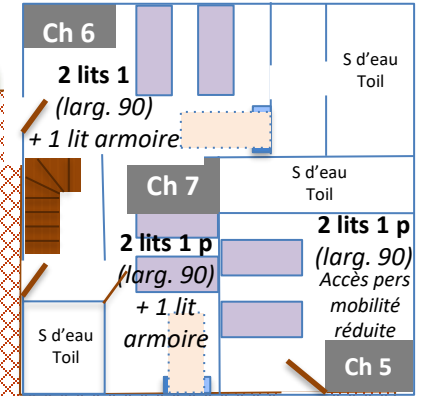 Ch 6
2 lits 1
(larg. 90)
+ 1 lit armoire
S d'eau
Toil
S d'eau
Toil
Ch 7
2 lits 1 p
(larg. 90)
+ 1 lit
armoire
2 lits 1 p
(larg. 90)
Accès pers
mobilité
réduite
Ch 5
S d'eau
Toil